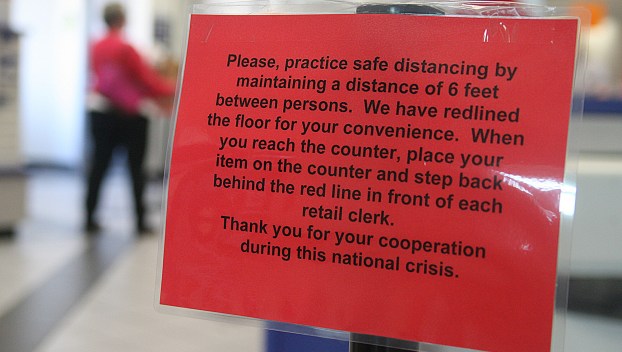 Please, practice safe distancing by
maintaining a distance of 6 feet
between persons.  We have redlined
the floor for your convenience.  When
you reach the counter, place your
item on the counter and step back
behind the red line in front of each
retail clerk.
Thank you for your cooperation
during this national crisis.